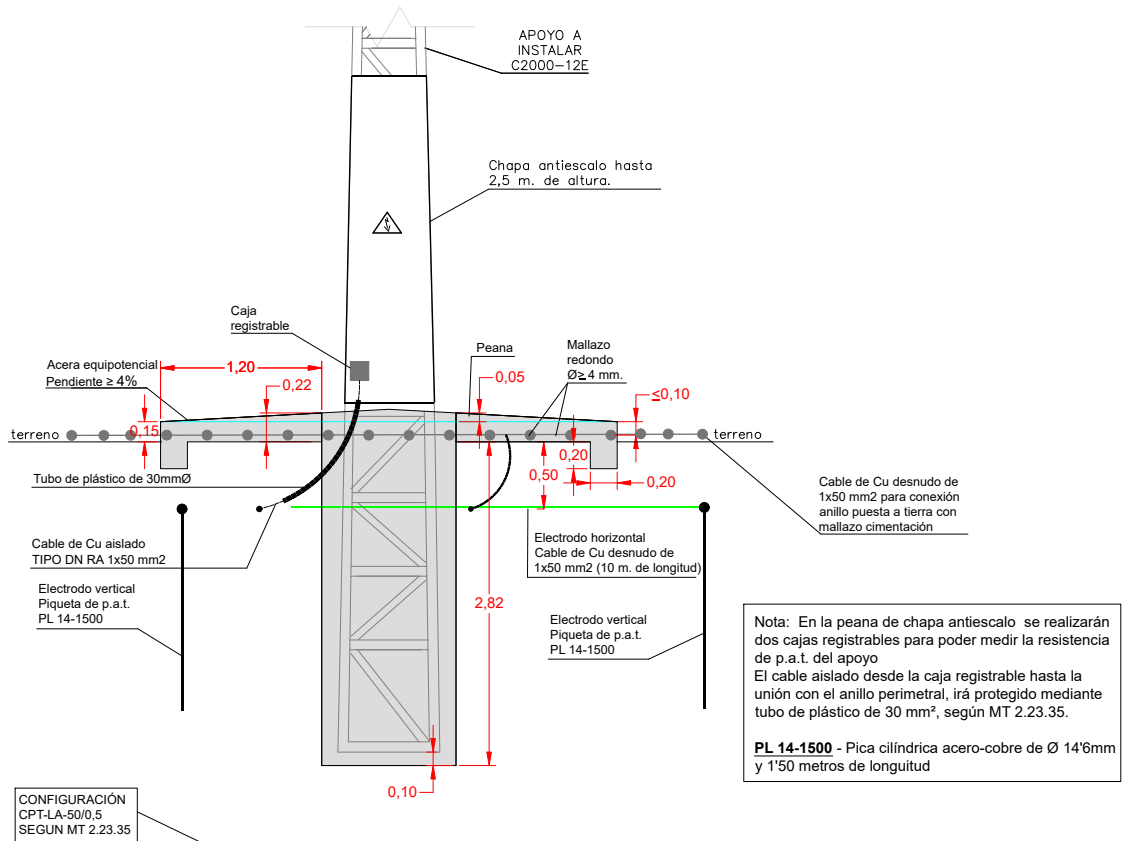 APOYO A
INSTALAR
C2000-12E
Chapa antiescalo hasta
2,5 m. de altura.
Caja
registrable
Acera equipotencial
Pendiente ≥ 4%
1,20
0,22
Peana
0,05
Mallazo
redondo
Ø≥ 4 mm.
≤0,10
terreno
0,15
terreno
0,20
0,50
0,20
Tubo de plástico de 30mmØ
Cable de Cu desnudo de
1x50 mm2 para conexión
anillo puesta a tierra con
mallazo cimentación
Cable de Cu aislado
TIPO DN RA 1x50 mm2
Electrodo horizontal
Cable de Cu desnudo de
1x50 mm2 (10 m. de longitud)
Electrodo vertical
Piqueta de p.a.t.
PL 14-1500
2,82
Electrodo vertical
Piqueta de p.a.t.
PL 14-1500
Nota: En la peana de chapa antiescalo se realizarán
dos cajas registrables para poder medir la resistencia
de p.a.t. del apoyo
El cable aislado desde la caja registrable hasta la
unión con el anillo perimetral, irá protegido mediante
tubo de plástico de 30 mm², según MT 2.23.35.
PL 14-1500 - Pica cilíndrica acero-cobre de Ø 14'6mm
y 1'50 metros de longuitud
0,10
CONFIGURACIÓN
CPT-LA-50/0,5
SEGUN MT 2.23.35